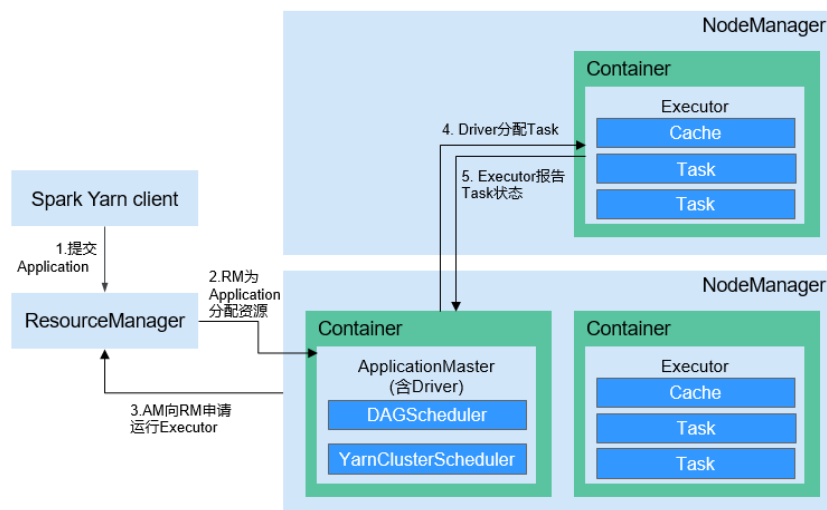 NodeManager
Container
Executor
Cache
Task
Task
4. Driver分配Task
5. Executor报告
Task状态
Spark Yarn client
1.提交
Application
ResourceManager
2.RM为
Application
分配资源
3.AM向RM申请
运行Executor
NodeManager
Container
ApplicationMaster
(含Driver)
DAGScheduler
YarnClusterScheduler
Container
Executor
Cache
Task
Task